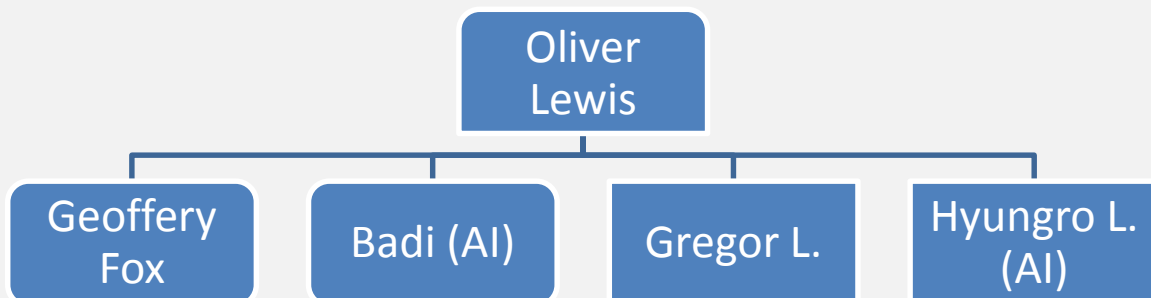 Oliver
Lewis
Geoffery
Fox
Badi (AI)
Gregor L.
Hyungro L.
(AI)